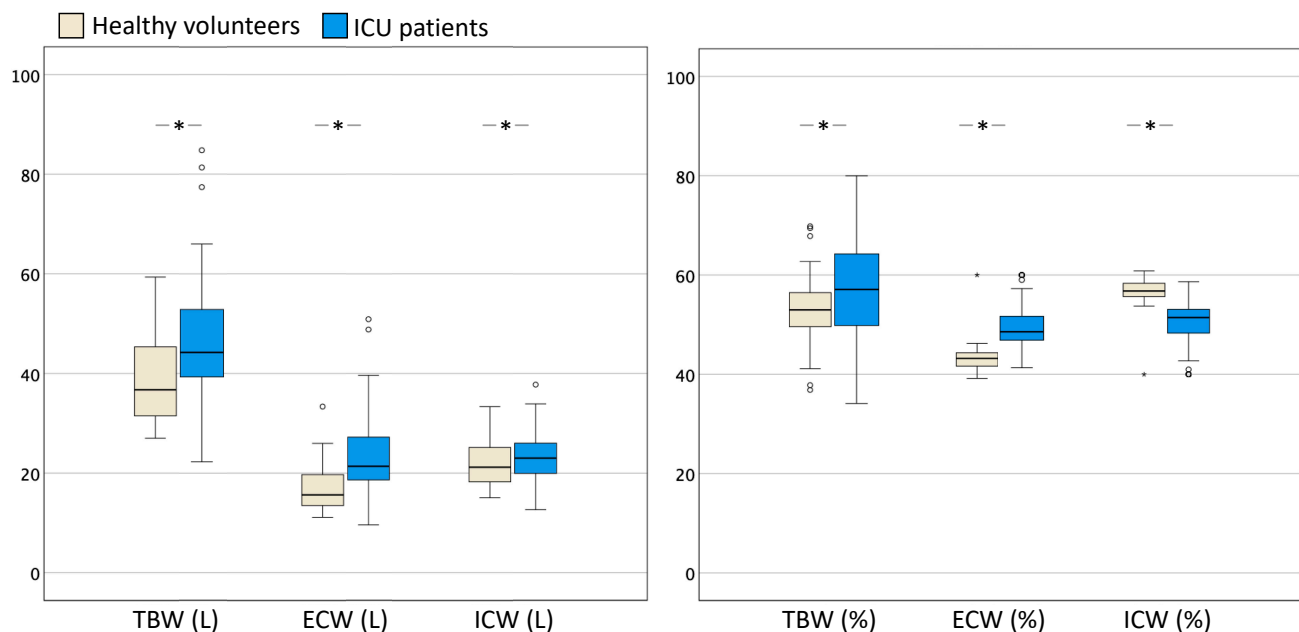 Healthy volunteers ICU patients
100
80
60
40
20
0
* * *
TBW (L) ECW (L) ICW (L)
100
80
60
40
20
0
* * *
TBW (%) ECW (%) ICW (%)